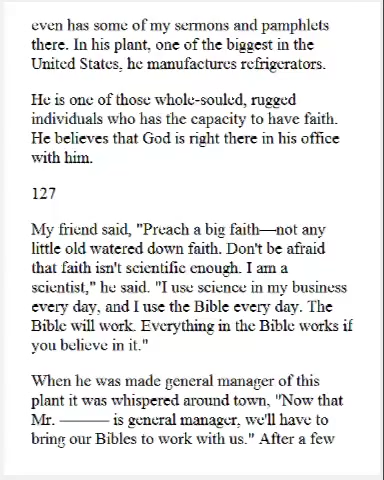 even has some of my sermons and pamphlets
there. In his plant, one of the biggest in the
United States, he manufactures refrigerators.
He is one of those whole-souled, rugged
individuals who has the capacity to have faith.
He believes that God is right there in his office
with him.
127
My friend said, "Preach a big faith—not any
little old watered down faith. Don't be afraid
that faith isn't scientific enough. I am a
scientist," he said. "I use science in my business
every day, and I use the Bible every day. The
Bible will work. Everything in the Bible works if
you believe in it."
When he was made general manager of this
plant it was whispered around town, "Now that
Mr. ——— is general manager, we'll have to
bring our Bibles to work with us." After a few